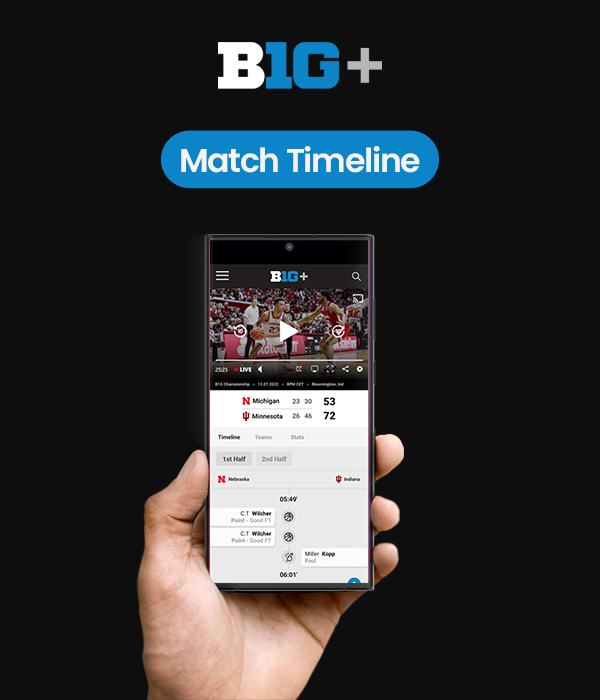 B1G+
Match Timeline
B1G+
25:25 LIVE
B1G Championship • 12.07.2022 • 8PM CET • Bloomington, Ind
N Michigan 23 30 53
Minnesota 26 46 72
Timeline Teams Stats
1st Half 2nd Half
N Nebraska Indiana
05:49'
C.T Wilcher
Point - Good FT
C.T Wilcher
Point - Good FT
Miller Kopp
Foul
06:01'